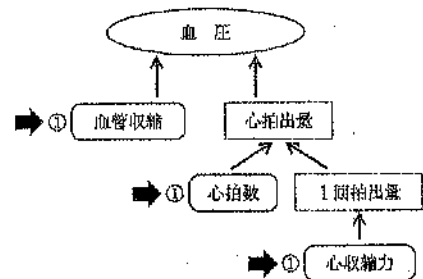 血圧
① 血管収縮
心拍出量
① 心拍数
1回拍出量
① 心収縮力